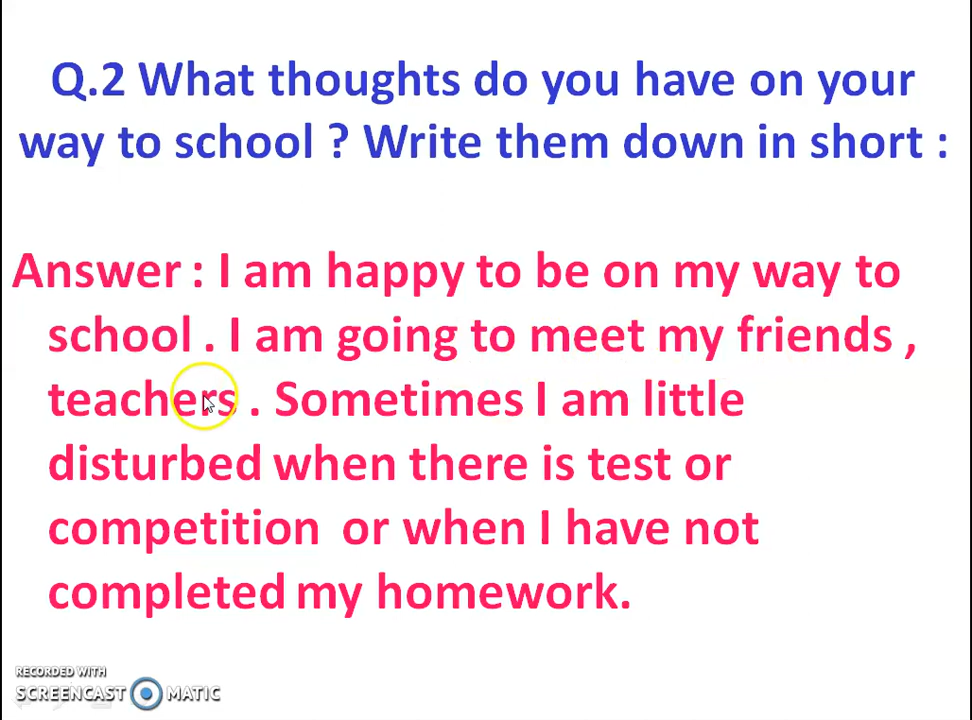 Q.2 What thoughts do you have on your
way to school ? Write them down in short :
Answer : I am happy to be on my way to
school . I am going to meet my friends ,
teachers . Sometimes I am little
disturbed when there is test or
competition or when I have not
completed my homework.
RECORDED WITH
SCREENCAST MATIC